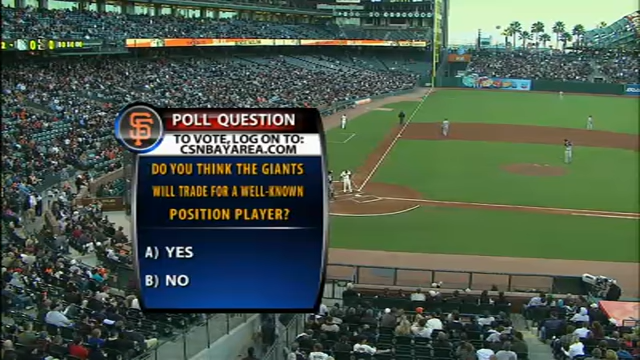 SF
POLL QUESTION
TO VOTE, LOG ON TO:
CSNBAYAREA.COM
DO YOU THINK THE GIANTS
WILL TRADE FOR A WELL-KNOWN
POSITION PLAYER?
A) YES
B) NO